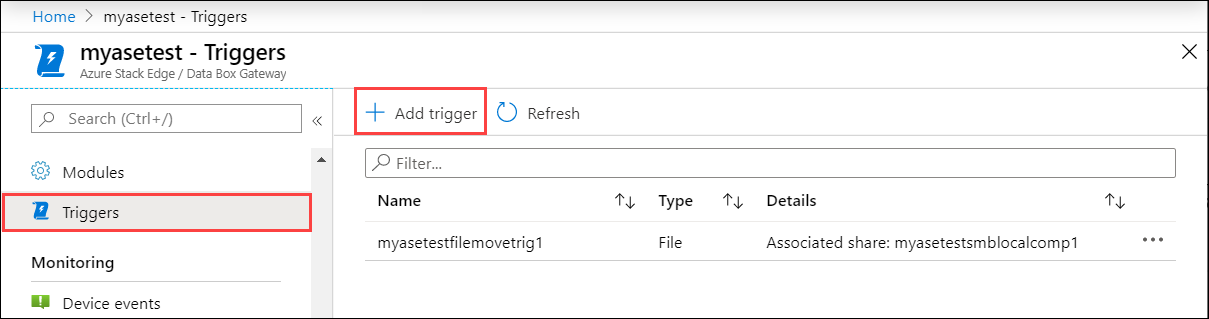 Home > myasetest - Triggers
myasetest - Triggers
Azure Stack Edge / Data Box Gateway
Search (Ctrl+/)
«
Modules
Triggers
Monitoring
Device events
Add trigger
Refresh
Filter...
Name Type Details
myasetestfilemovetrig1 File Associated share: myasetestsmblocalcomp1